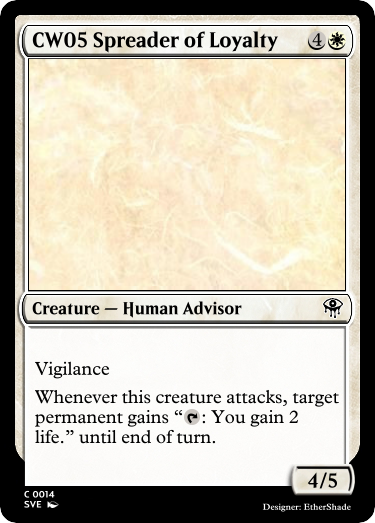 CW05 Spreader of Loyalty 4
Creature — Human Advisor
Vigilance
Whenever this creature attacks, target
permanent gains “: You gain 2
life.” until end of turn.
4/5
C 0014
SVE
Designer: EtherShade